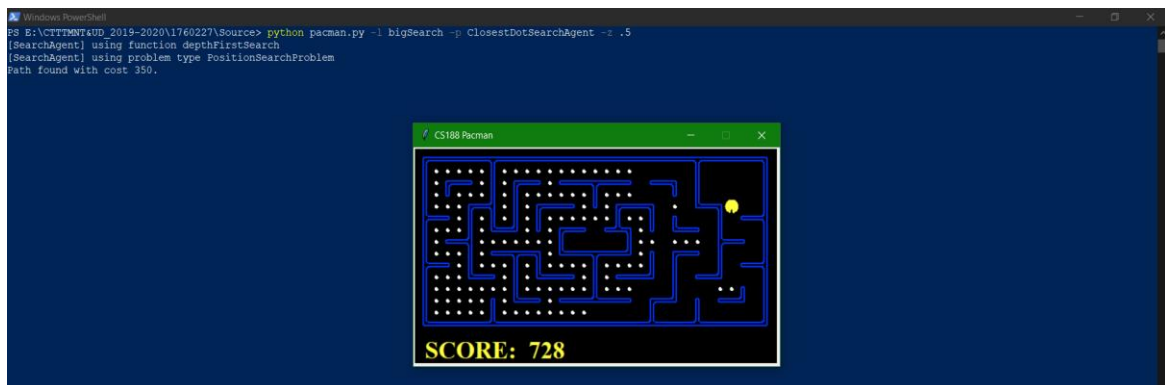 Windows PowerShell
PS E:\CTTTMNT&UD_2019-2020\1760227\Source> python pacman.py -l bigSearch -p ClosestDotSearchAgent -z .5
[SearchAgent] using function depthFirstSearch
[SearchAgent] using problem type PositionSearchProblem
Path found with cost 350.
CS188 Pacman
SCORE: 728